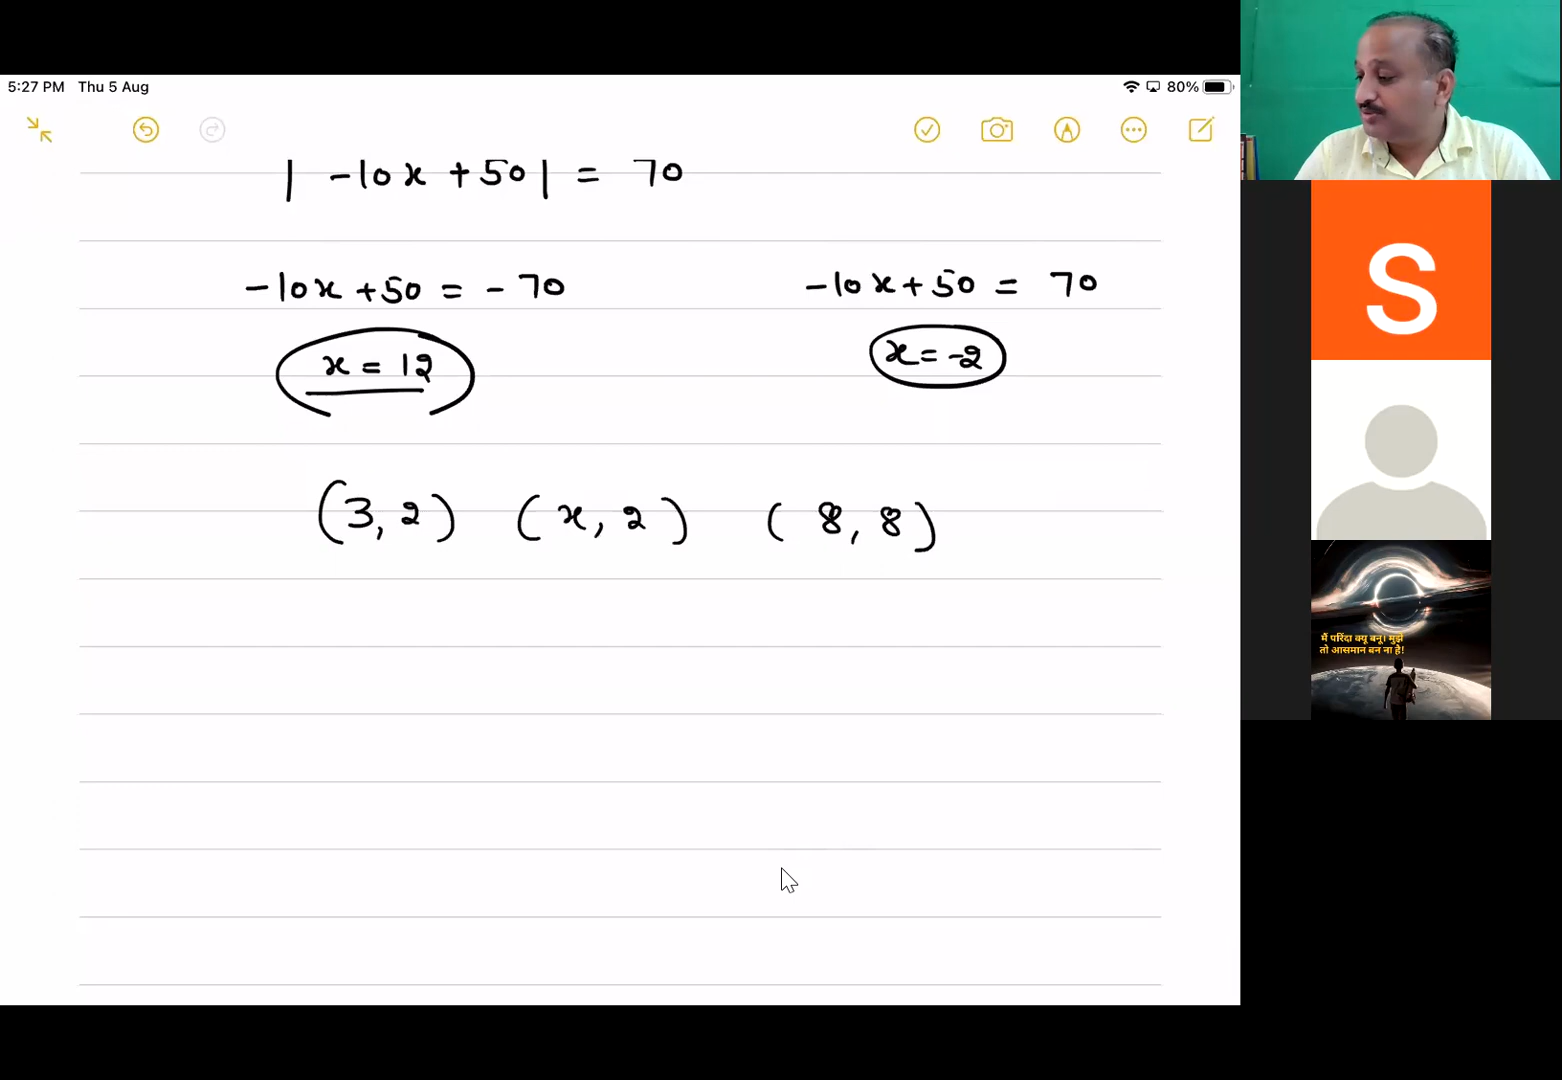 5:27 PM Thu 5 Aug 80%
| -10x + 50 | = 70
-10x + 50 = - 70 -10x + 50 = 70
x = 12 x = -2
(3, 2) (x, 2) (8, 8)
S
मैं परिंदा क्यू बनू। मुझे
तो आसमान बन ना है!